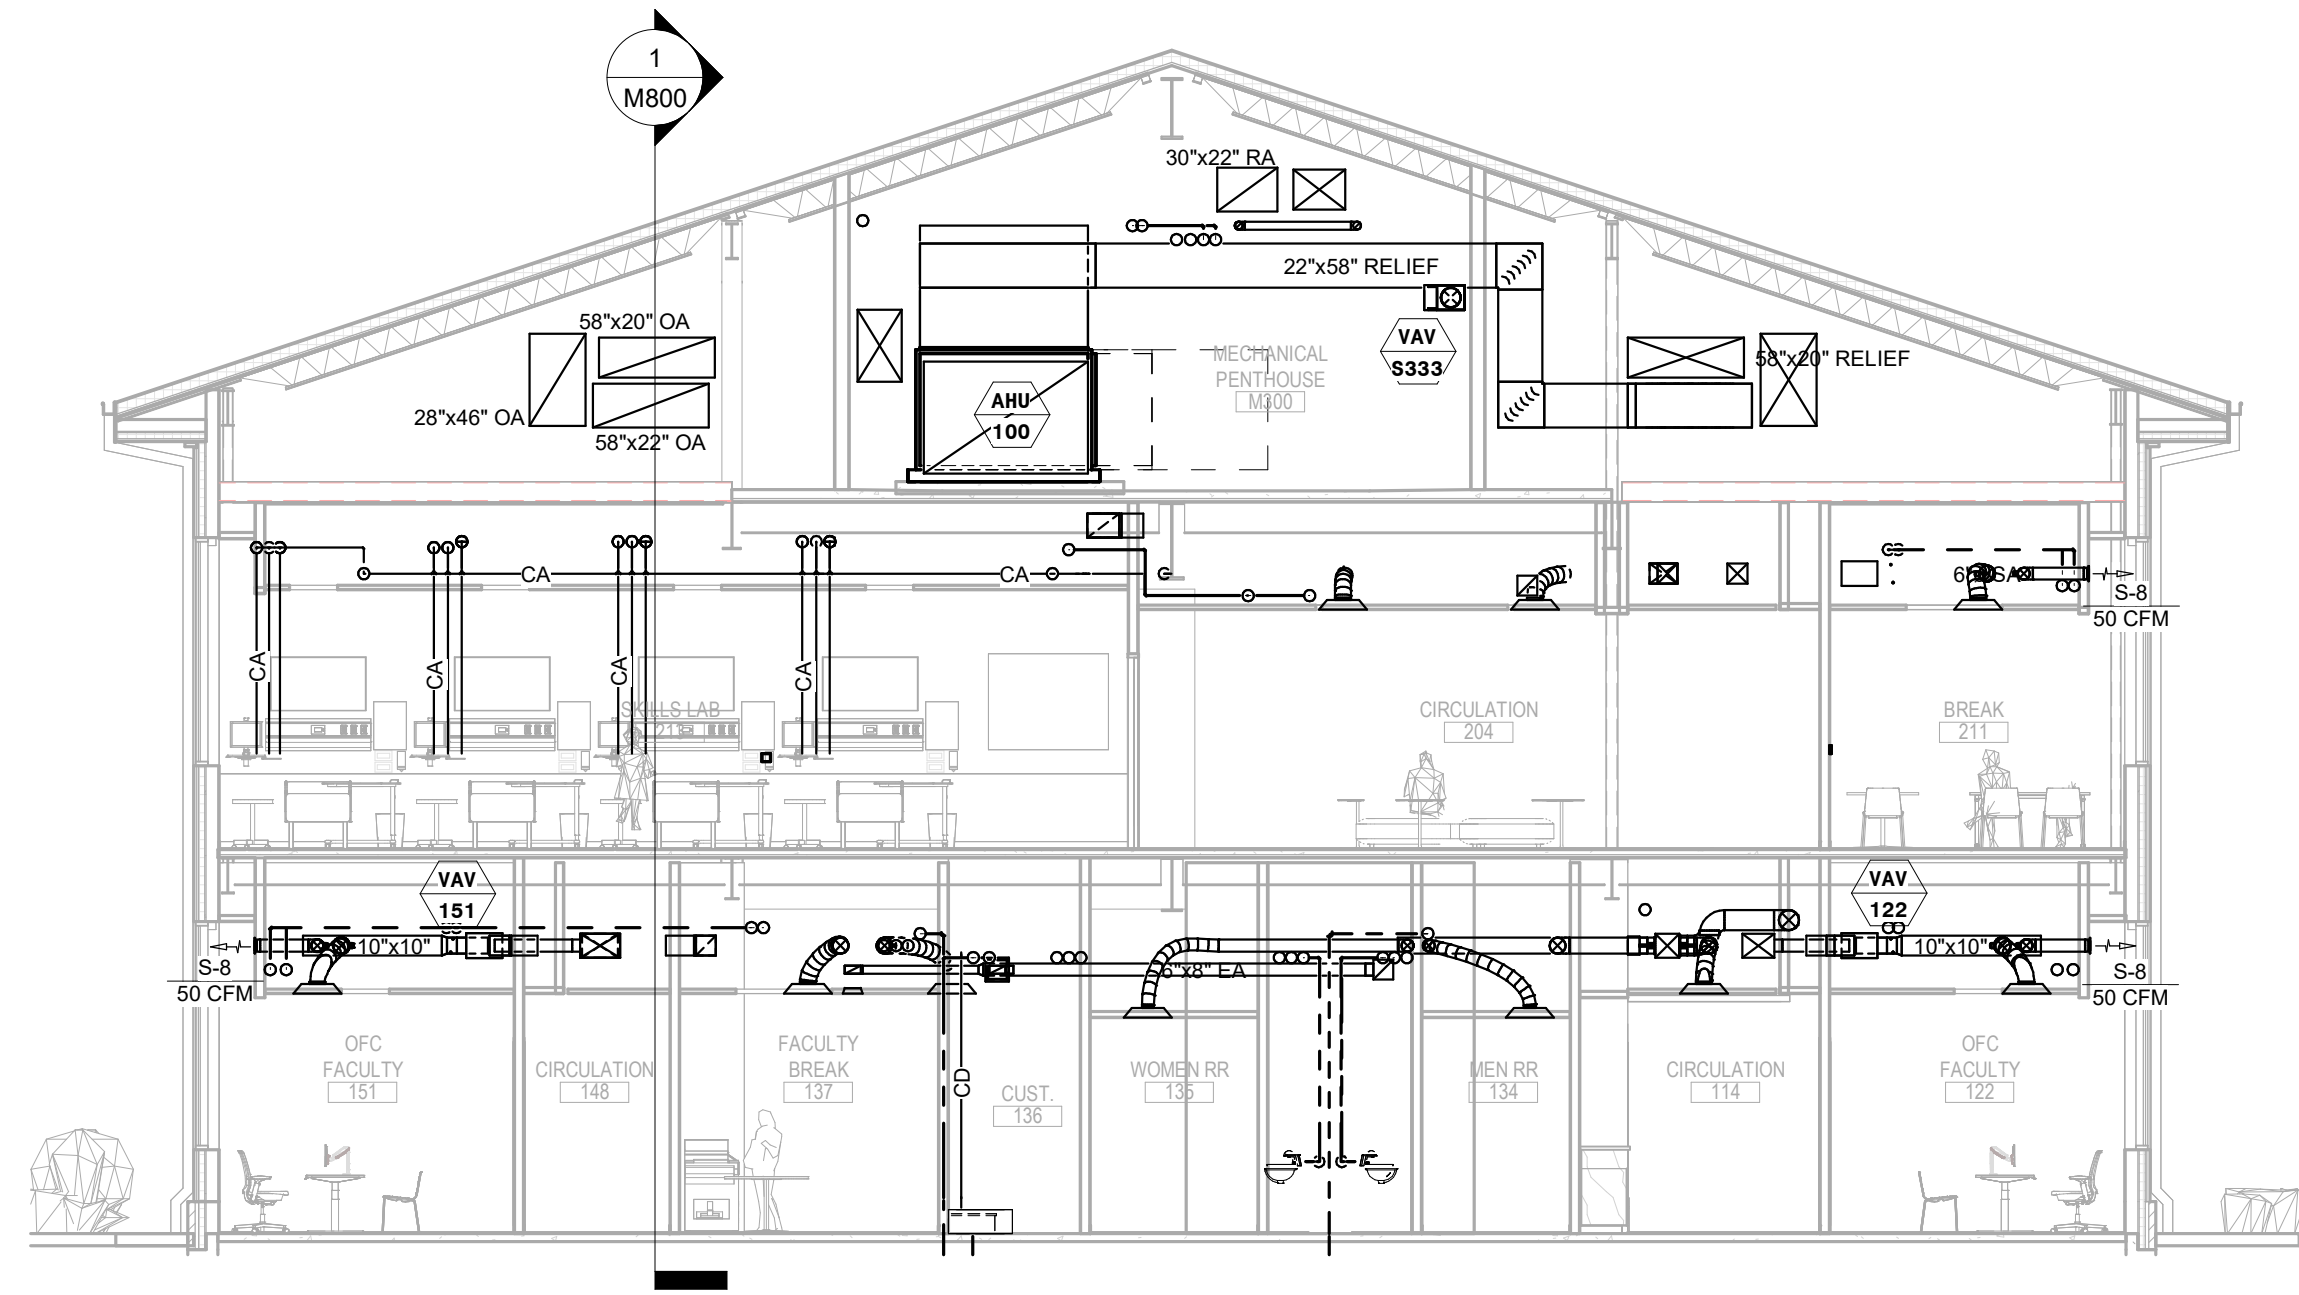 1
M800
30"x22" RA
22"x58" RELIEF
58"x20" OA
28"x46" OA
58"x22" OA
AHU
100
MECHANICAL
PENTHOUSE
M300
VAV
S333
58"x20" RELIEF
CA
CA
CA
CA
CA
CA
S-8
50 CFM
SKILLS LAB
CIRCULATION
204
BREAK
211
VAV
151
VAV
122
10"x10"
6"x8" EA
10"x10"
S-8
50 CFM
S-8
50 CFM
OFC
FACULTY
151
CIRCULATION
148
FACULTY
BREAK
137
CD
CUST.
136
WOMEN RR
135
MEN RR
134
CIRCULATION
114
OFC
FACULTY
122